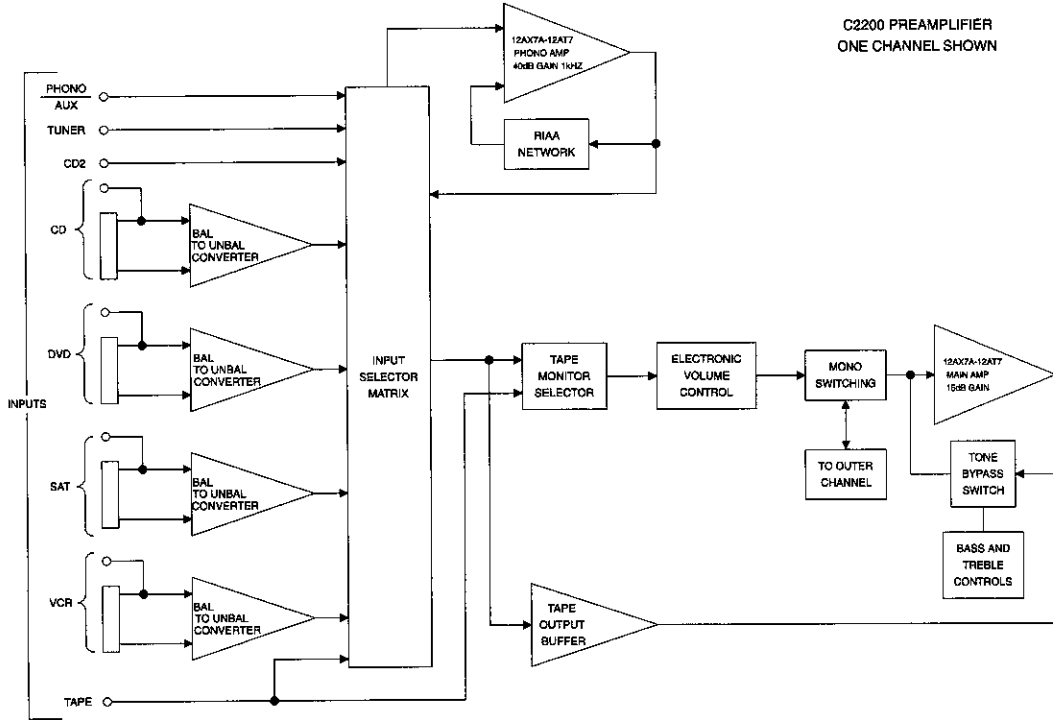 C2200 PREAMPLIFIER
ONE CHANNEL SHOWN
12AX7A-12AT7
PHONO AMP
40dB GAIN 1kHZ
RIAA
NETWORK
INPUTS
PHONO
AUX
TUNER
CD2
CD
BAL
TO UNBAL
CONVERTER
DVD
BAL
TO UNBAL
CONVERTER
SAT
BAL
TO UNBAL
CONVERTER
VCR
BAL
TO UNBAL
CONVERTER
TAPE
INPUT
SELECTOR
MATRIX
TAPE
MONITOR
SELECTOR
ELECTRONIC
VOLUME
CONTROL
MONO
SWITCHING
12AX7A-12AT7
MAIN AMP
15dB GAIN
TO OUTER
CHANNEL
TONE
BYPASS
SWITCH
BASS AND
TREBLE
CONTROLS
TAPE
OUTPUT
BUFFER